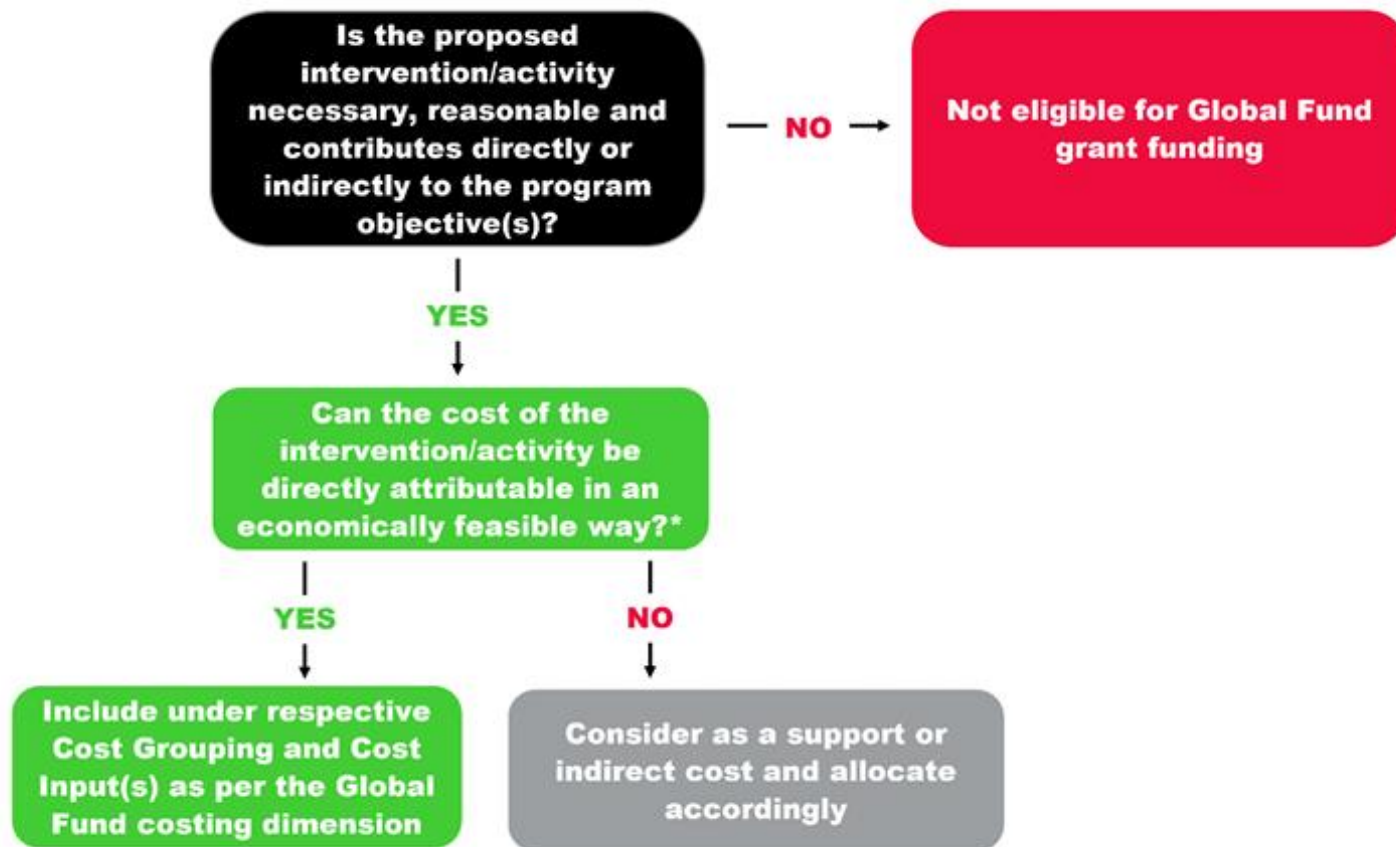 Is the proposed
intervention/activity
necessary, reasonable and
contributes directly or
indirectly to the program
objective(s)?
NO
Not eligible for Global Fund
grant funding
YES
Can the cost of the
intervention/activity be
directly attributable in an
economically feasible way?*
YES
NO
Include under respective
Cost Grouping and Cost
Input(s) as per the Global
Fund costing dimension
Consider as a support or
indirect cost and allocate
accordingly